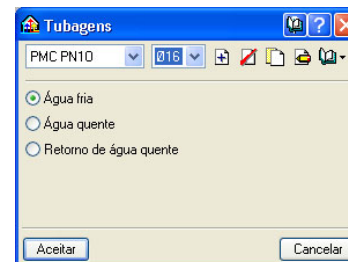 Tubagens
PMC PN10 Ø16
Água fria
Água quente
Retorno de água quente
Aceitar Cancelar